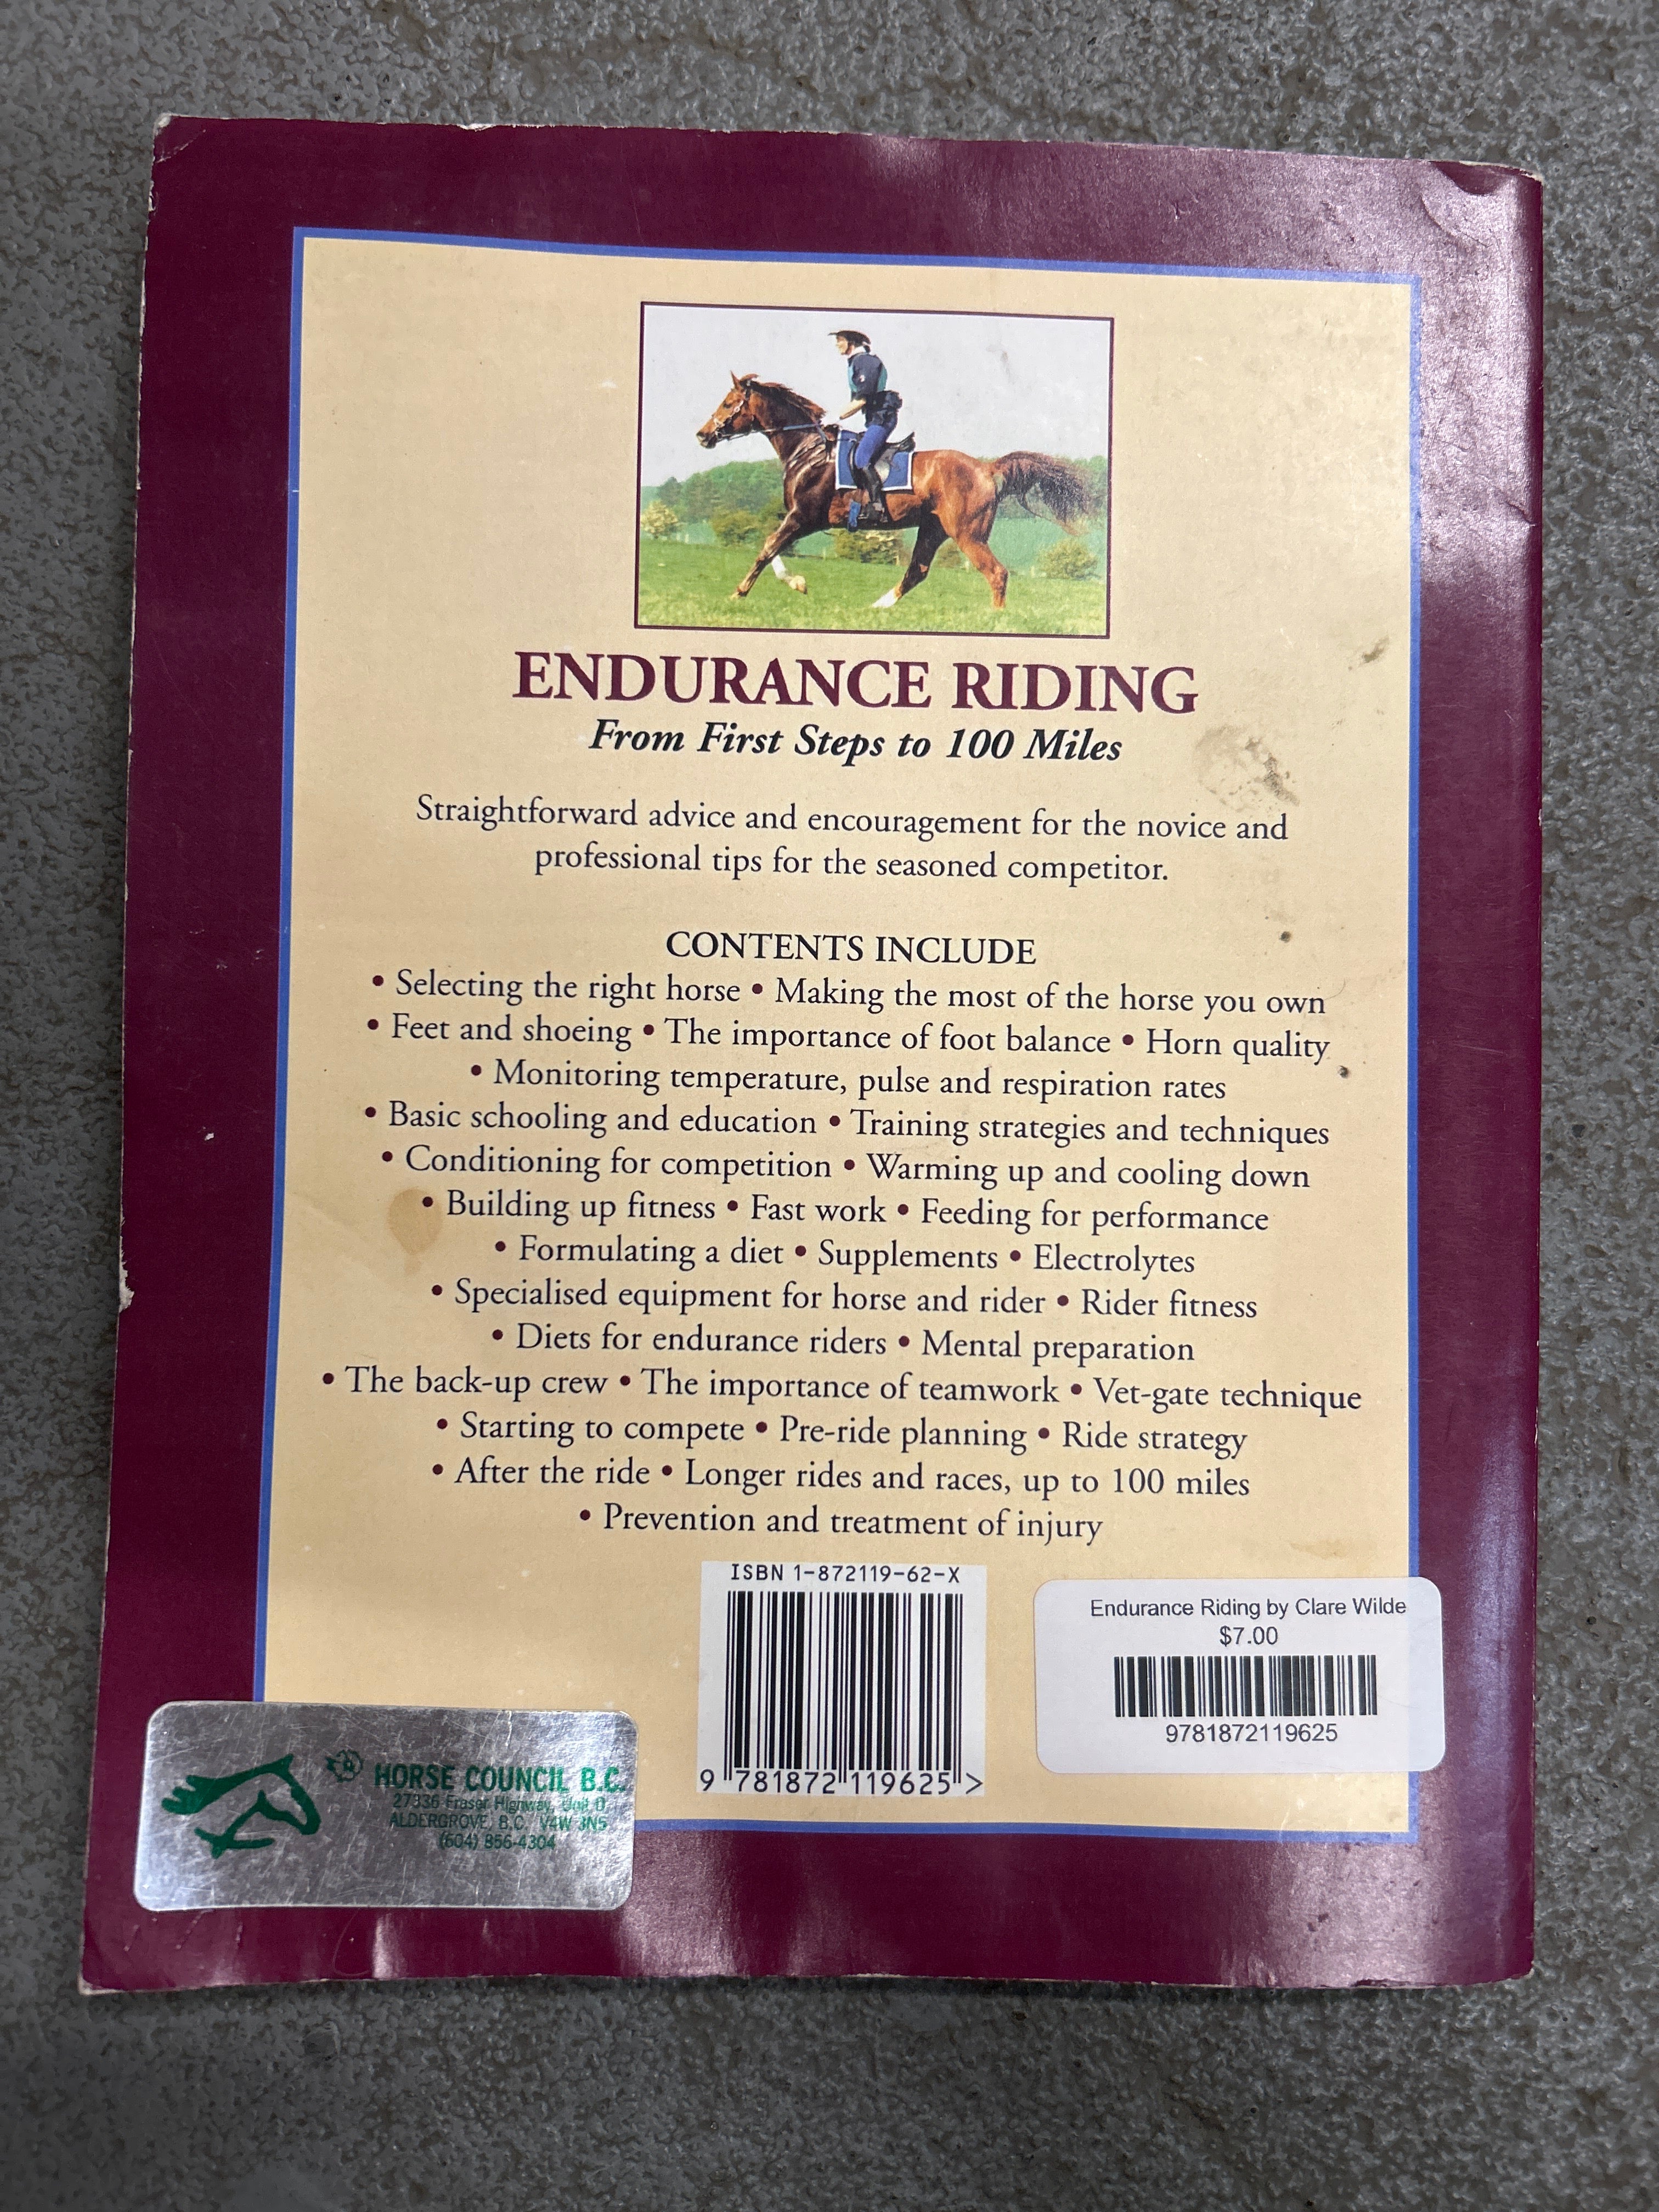 ENDURANCE RIDING
From First Steps to 100 Miles
Straightforward advice and encouragement for the novice and
professional tips for the seasoned competitor.
CONTENTS INCLUDE
• Selecting the right horse • Making the most of the horse you own
• Feet and shoeing • The importance of foot balance • Horn quality
• Monitoring temperature, pulse and respiration rates
• Basic schooling and education • Training strategies and techniques
• Conditioning for competition • Warming up and cooling down
• Building up fitness • Fast work • Feeding for performance
• Formulating a diet • Supplements • Electrolytes
• Specialised equipment for horse and rider • Rider fitness
• Diets for endurance riders • Mental preparation
• The back-up crew • The importance of teamwork • Vet-gate technique
• Starting to compete • Pre-ride planning • Ride strategy
• After the ride • Longer rides and races, up to 100 miles
• Prevention and treatment of injury
ISBN 1-872119-62-X
9 781872 119625 >
Endurance Riding by Clare Wilde
$7.00
9781872119625
HORSE COUNCIL B.C.
27336 Fraser Highway, Unit D
ALDERGROVE, B.C. V4W 3N5
(604) 856-4304